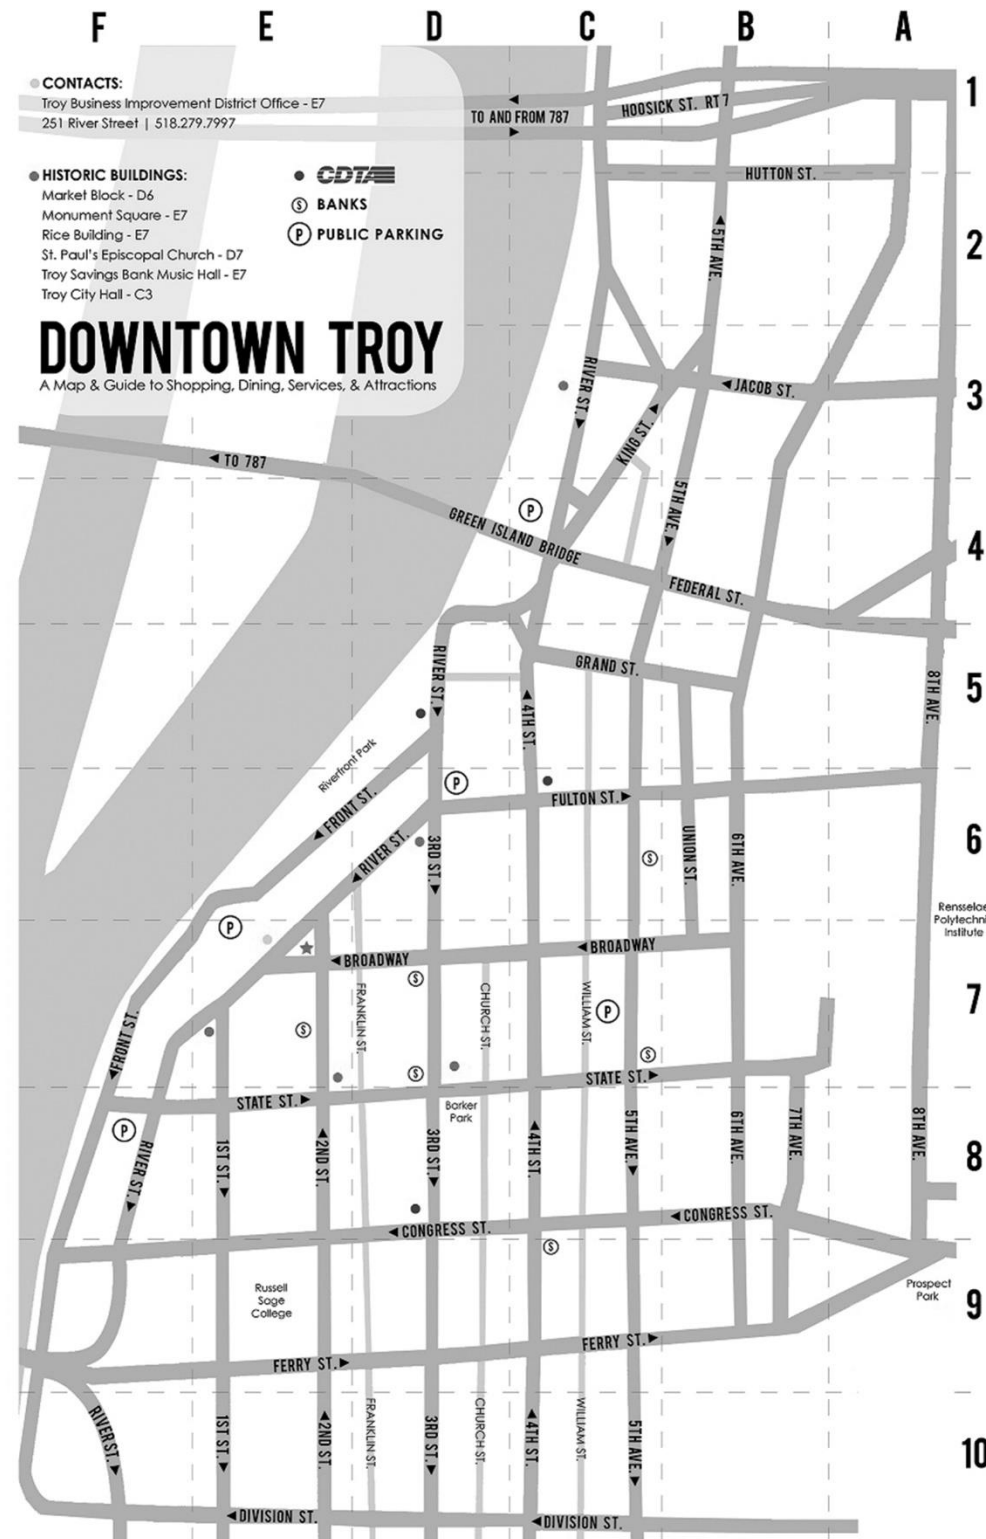 F E D C B A
CONTACTS:
Troy Business Improvement District Office - E7
251 River Street | 518.279.7997
HISTORIC BUILDINGS:
Market Block - D6
Monument Square - E7
Rice Building - E7
St. Paul's Episcopal Church - D7
Troy Savings Bank Music Hall - E7
Troy City Hall - C3
CDTA
S BANKS
P PUBLIC PARKING
DOWNTOWN TROY
A Map & Guide to Shopping, Dining, Services, & Attractions
1
TO AND FROM 787
HOOSICK ST. RT 7
HUTTON ST.
2
5TH AVE.
3
RIVER ST.
JACOB ST.
KING ST.
TO 787
5TH AVE.
P
GREEN ISLAND BRIDGE
4
FEDERAL ST.
RIVER ST.
GRAND ST.
5
8TH AVE.
4TH ST.
Riverfront Park
P
FRONT ST.
FULTON ST.
6
RIVER ST.
3RD ST.
UNION ST.
6TH AVE.
S
Rensselae
Polytechni
Institute
P
BROADWAY
BROADWAY
S
7
FRANKLIN ST.
CHURCH ST.
WILLIAM ST.
P
FRONT ST.
S
S
S
STATE ST.
STATE ST.
Barker
Park
P
RIVER ST.
1ST ST.
2ND ST.
3RD ST.
4TH ST.
5TH AVE.
6TH AVE.
7TH AVE.
8TH AVE.
8
CONGRESS ST.
CONGRESS ST.
S
Russell
Sage
College
Prospect
Park
9
FERRY ST.
FERRY ST.
RIVER ST.
1ST ST.
2ND ST.
FRANKLIN ST.
3RD ST.
CHURCH ST.
4TH ST.
WILLIAM ST.
5TH AVE.
10
DIVISION ST.
DIVISION ST.